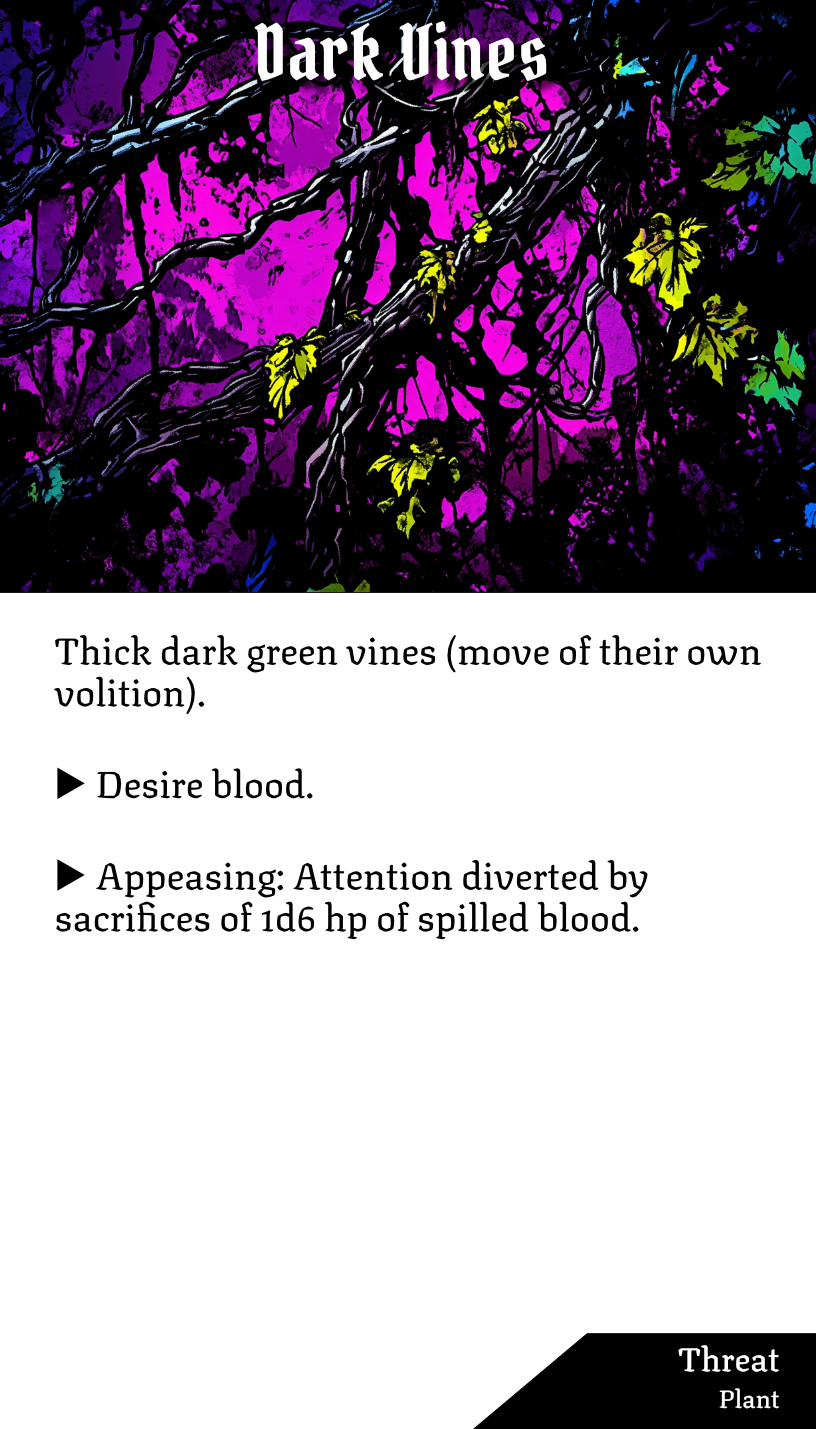 Dark Vines
Thick dark green vines (move of their own
volition).
▶ Desire blood.
▶ Appeasing: Attention diverted by
sacrifices of 1d6 hp of spilled blood.
Threat
Plant